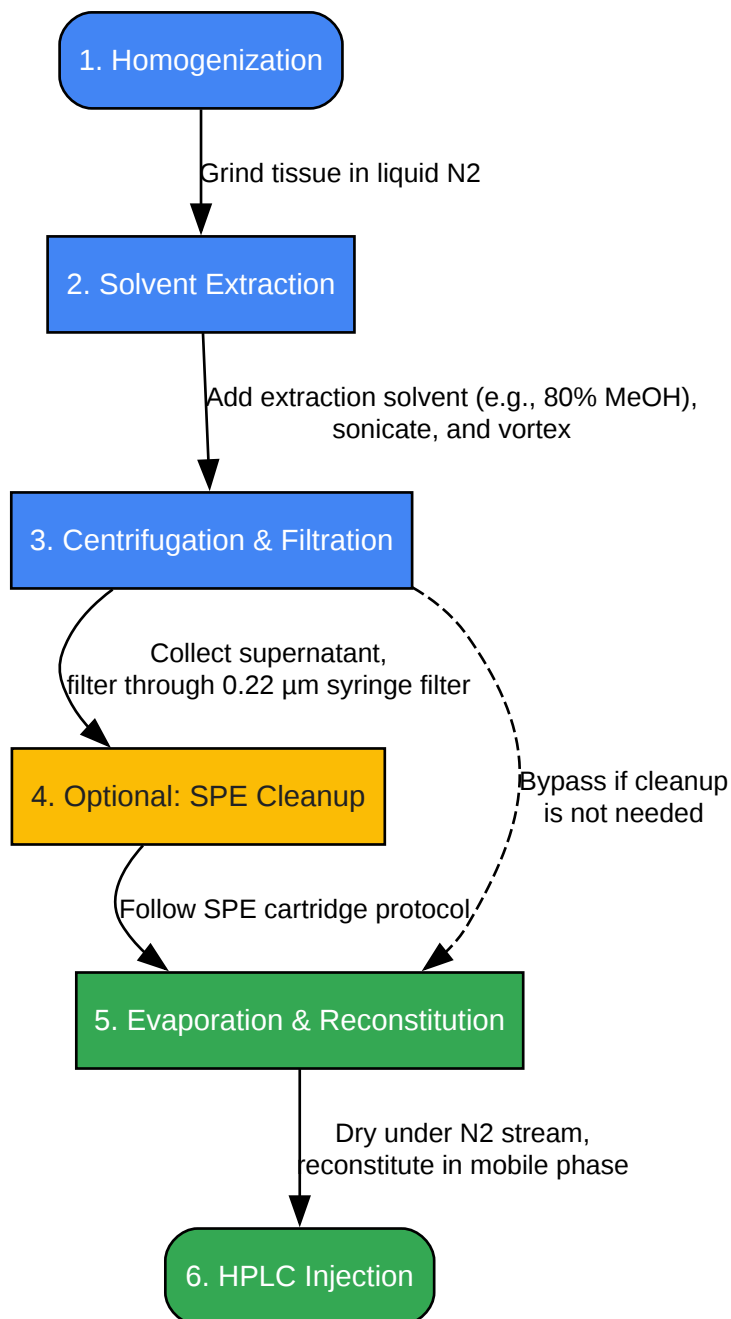 1. Homogenization
Grind tissue in liquid N2
2. Solvent Extraction
Add extraction solvent (e.g., 80% MeOH),
sonicate, and vortex
3. Centrifugation & Filtration
Collect supernatant,
filter through 0.22 µm syringe filter
4. Optional: SPE Cleanup
Bypass if cleanup
is not needed
Follow SPE cartridge protocol
5. Evaporation & Reconstitution
Dry under N2 stream,
reconstitute in mobile phase
6. HPLC Injection